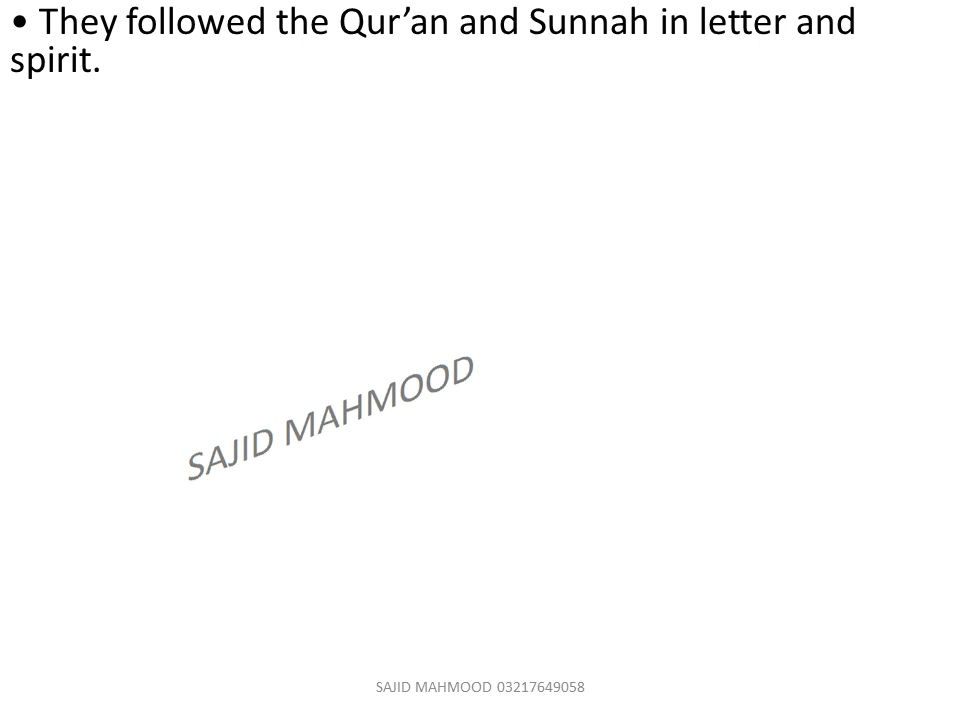 • They followed the Qur’an and Sunnah in letter and
spirit.
SAJID MAHMOOD
SAJID MAHMOOD 03217649058